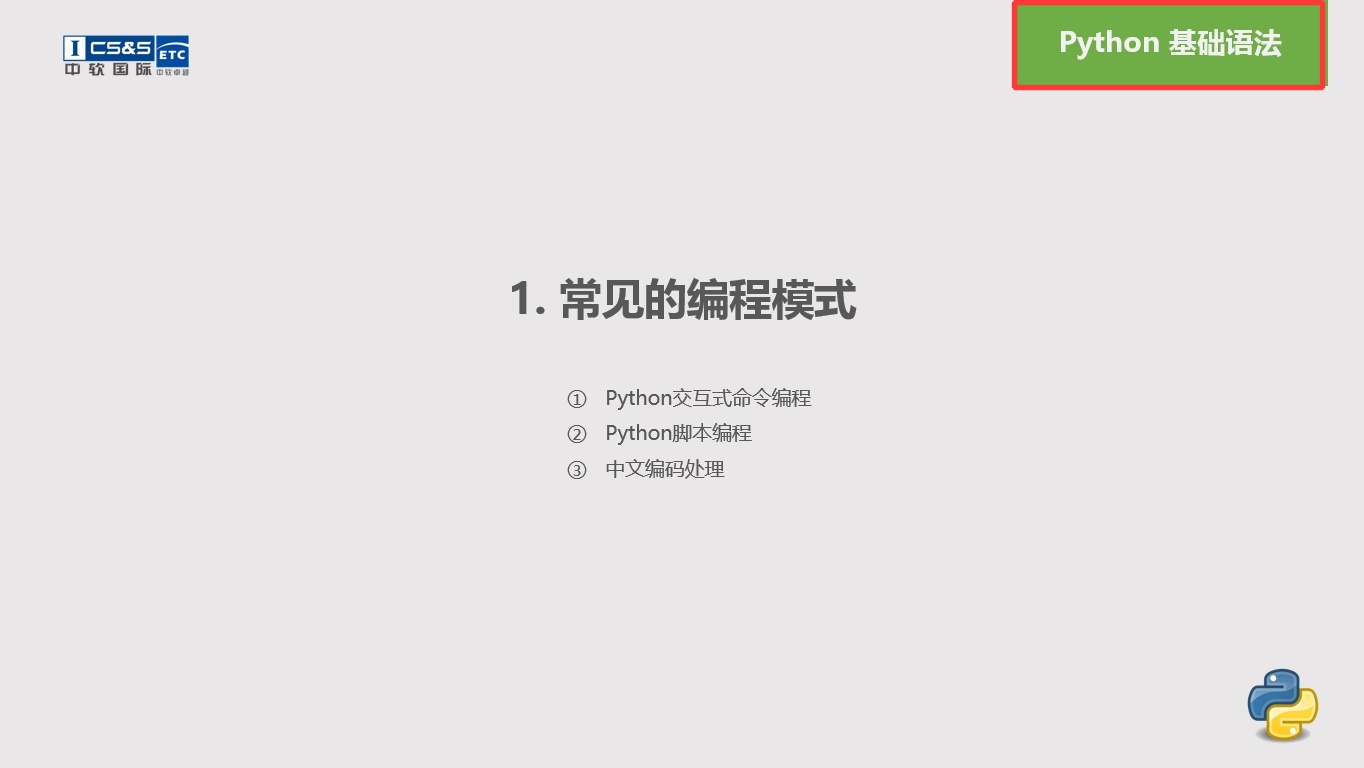 I CS&S ETC
中软国际 中软卓越
Python 基础语法
1. 常见的编程模式
① Python交互式命令编程
② Python脚本编程
③ 中文编码处理